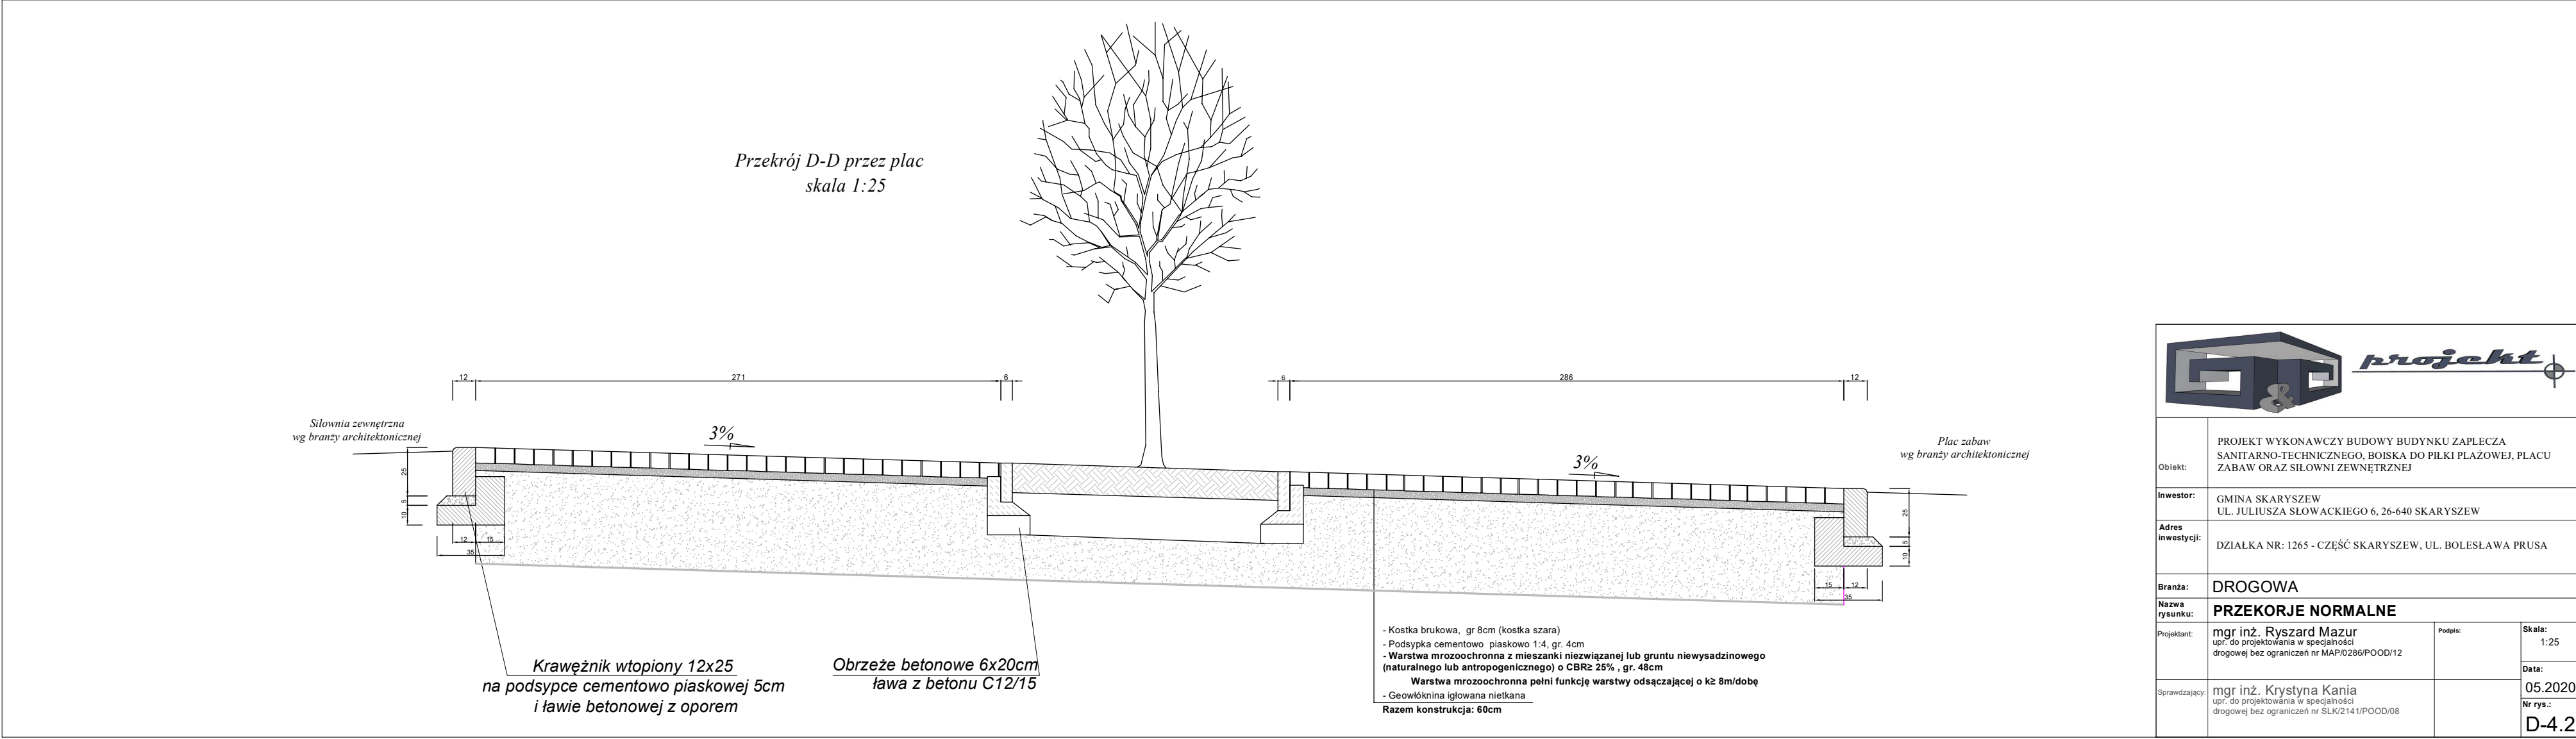 Przekrój D-D przez plac
skala 1:25
12
271
6
6
286
12
Siłownia zewnętrzna
wg branży architektonicznej
3%
3%
Plac zabaw
wg branży architektonicznej
25
5
10
12
15
35
25
5
10
15
12
35
Krawężnik wtopiony 12x25
na podsypce cementowo piaskowej 5cm
i ławie betonowej z oporem
Obrzeże betonowe 6x20cm
ława z betonu C12/15
- Kostka brukowa, gr 8cm (kostka szara)
- Podsypka cementowo piaskowo 1:4, gr. 4cm
- Warstwa mrozoochronna z mieszanki niezwiązanej lub gruntu niewysadzinowego
(naturalnego lub antropogenicznego) o CBR≥ 25% , gr. 48cm
Warstwa mrozoochronna pełni funkcję warstwy odsączającej o k≥ 8m/dobę
- Geowłóknina igłowana nietkana
Razem konstrukcja: 60cm
projekt
&
Obiekt:
PROJEKT WYKONAWCZY BUDOWY BUDYNKU ZAPLECZA
SANITARNO-TECHNICZNEGO, BOISKA DO PIŁKI PLAŻOWEJ, PLACU
ZABAW ORAZ SIŁOWNI ZEWNĘTRZNEJ
Inwestor:
GMINA SKARYSZEW
UL. JULIUSZA SŁOWACKIEGO 6, 26-640 SKARYSZEW
Adres
inwestycji:
DZIAŁKA NR: 1265 - CZĘŚĆ SKARYSZEW, UL. BOLESŁAWA PRUSA
Branża:
DROGOWA
Nazwa
rysunku:
PRZEKORJE NORMALNE
Projektant:
mgr inż. Ryszard Mazur
upr. do projektowania w specjalności
drogowej bez ograniczeń nr MAP/0286/POOD/12
Podpis:
Skala:
1:25
Data:
05.2020
Sprawdzający:
mgr inż. Krystyna Kania
upr. do projektowania w specjalności
drogowej bez ograniczeń nr SLK/2141/POOD/08
Nr rys.:
D-4.2